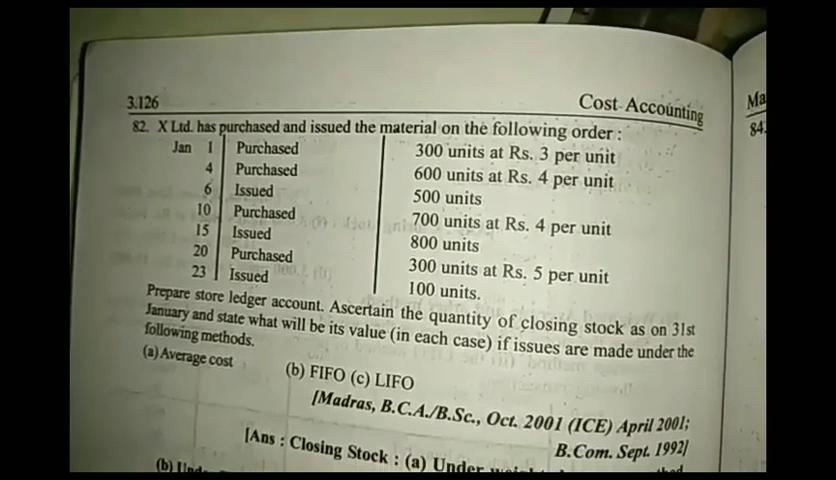 3.126 Cost Accounting
82. X Ltd. has purchased and issued the material on the following order :
Jan 1 Purchased 300 units at Rs. 3 per unit
4 Purchased 600 units at Rs. 4 per unit
6 Issued 500 units
10 Purchased 700 units at Rs. 4 per unit
15 Issued 800 units
20 Purchased 300 units at Rs. 5 per unit
23 Issued 100 units.
Prepare store ledger account. Ascertain the quantity of closing stock as on 31st
January and state what will be its value (in each case) if issues are made under the
following methods.
(a) Average cost (b) FIFO (c) LIFO
[Madras, B.C.A./B.Sc., Oct. 2001 (ICE) April 2001;
B.Com. Sept. 1992]
[Ans : Closing Stock : (a) Under
(b)
Ma
84.